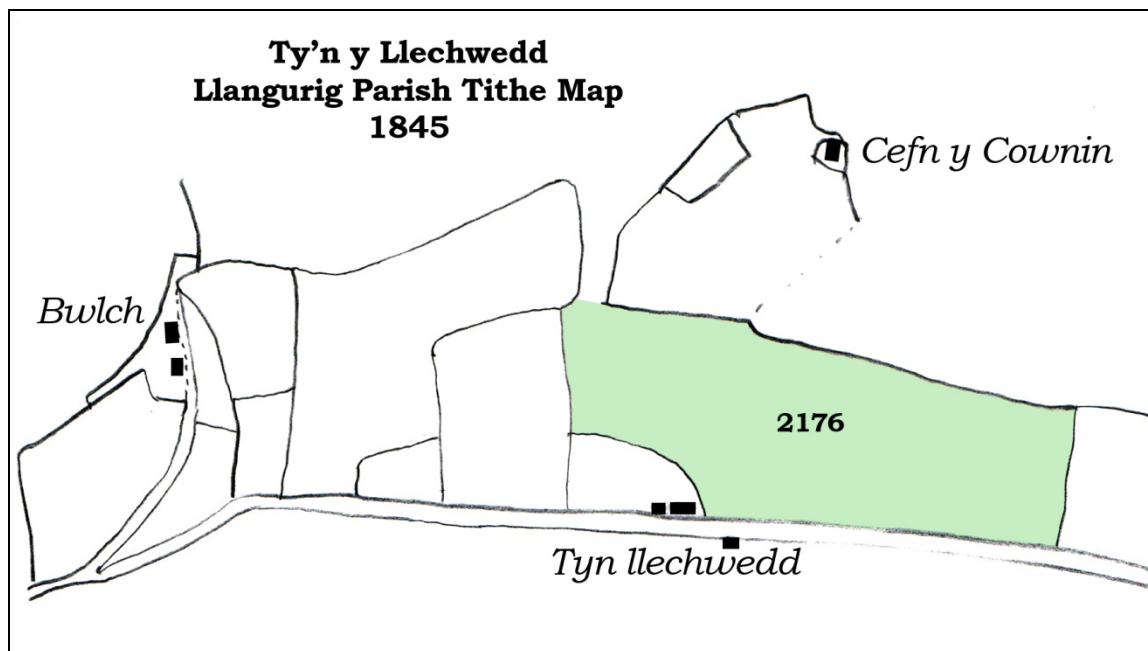 Ty'n y Llechwedd
Llangurig Parish Tithe Map
1845
Cefn y Cownin
Bwlch
2176
Tyn llechwedd